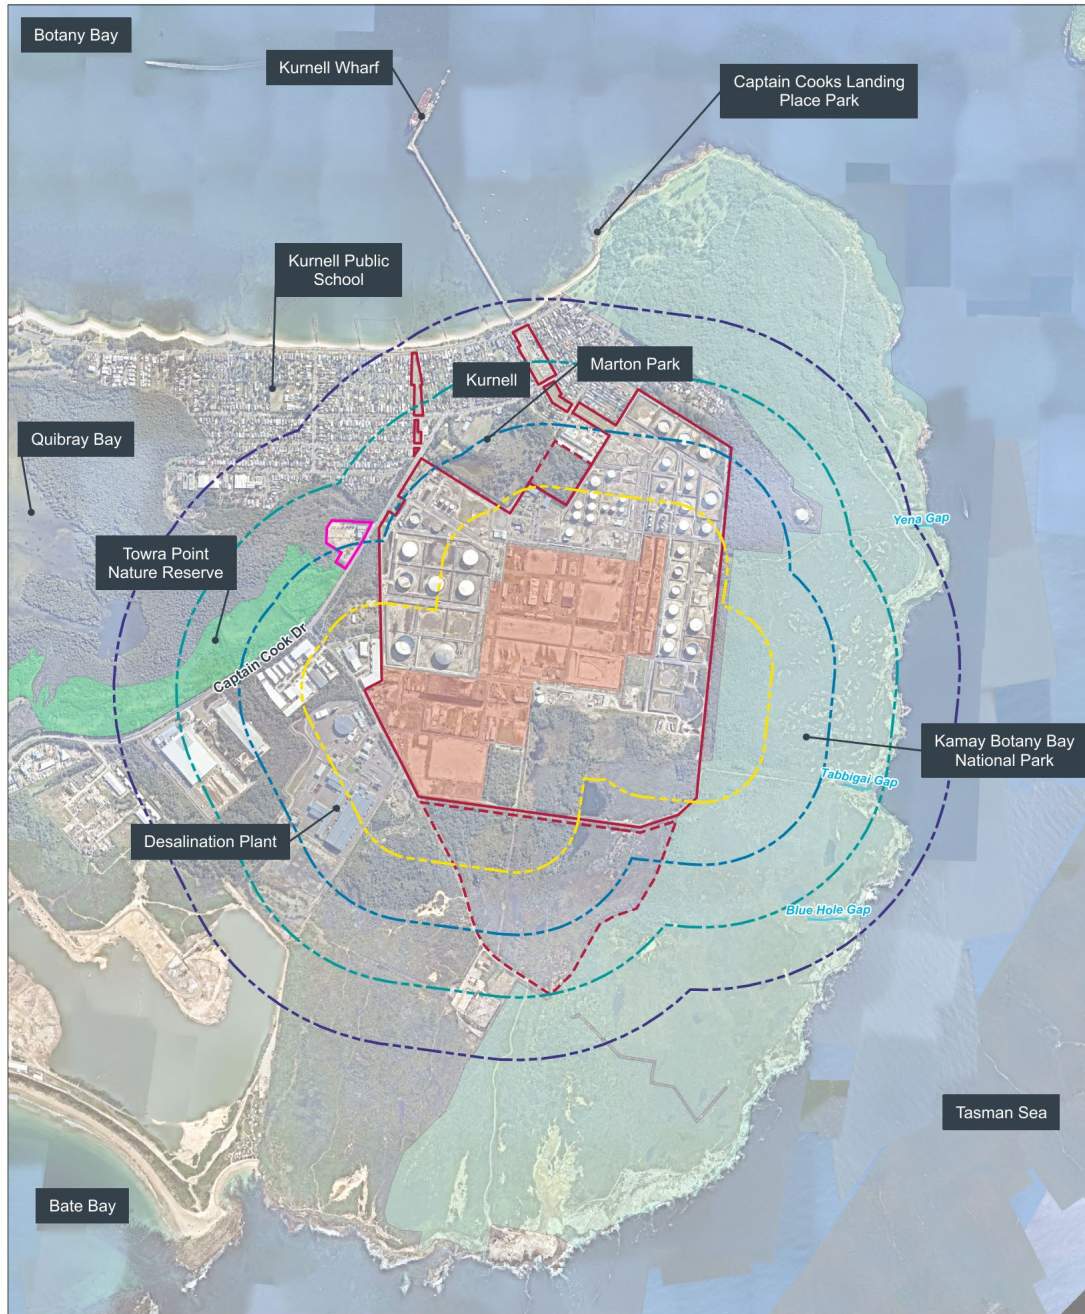 Botany Bay
Kurnell Wharf
Captain Cooks Landing
Place Park
Kurnell Public
School
Marton Park
Kurnell
Quibray Bay
Yena Gap
Towra Point
Nature Reserve
Captain Cook Dr
Kamay Botany Bay
National Park
Tabbigai Gap
Desalination Plant
Blue Hole Gap
Tasman Sea
Bate Bay